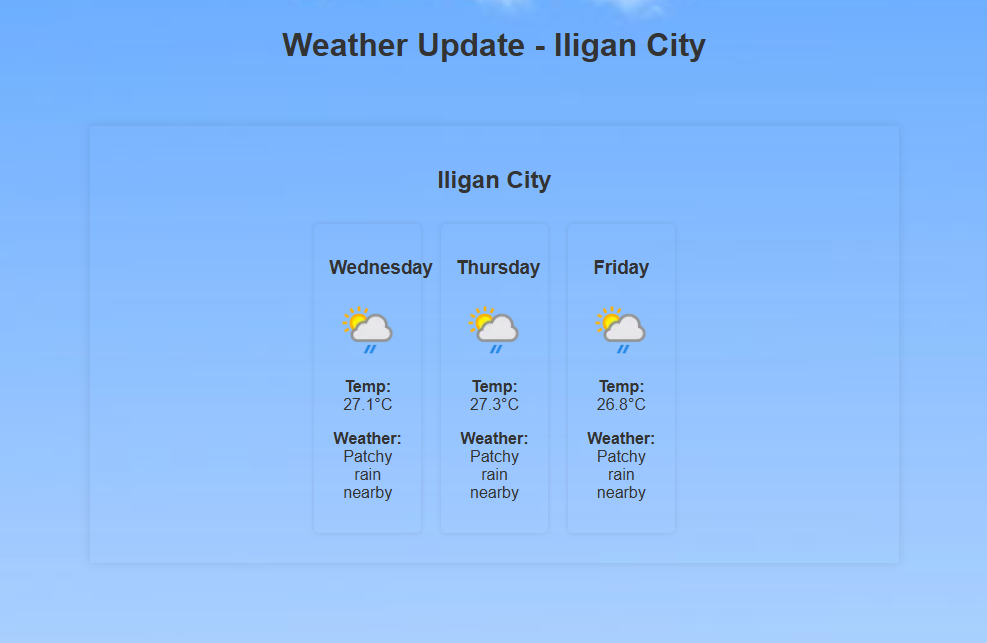 Weather Update - Iligan City
Iligan City
Wednesday
Temp:
27.1°C
Weather:
Patchy
rain
nearby
Thursday
Temp:
27.3°C
Weather:
Patchy
rain
nearby
Friday
Temp:
26.8°C
Weather:
Patchy
rain
nearby